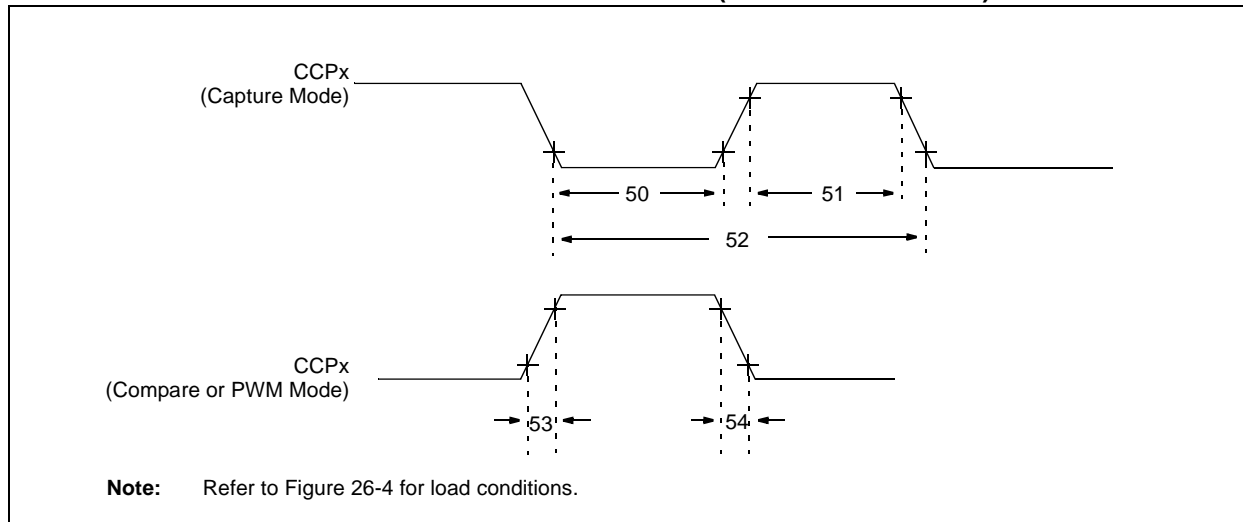 CCPx
(Capture Mode)
50
51
52
CCPx
(Compare or PWM Mode)
53
54
Note: Refer to Figure 26-4 for load conditions.